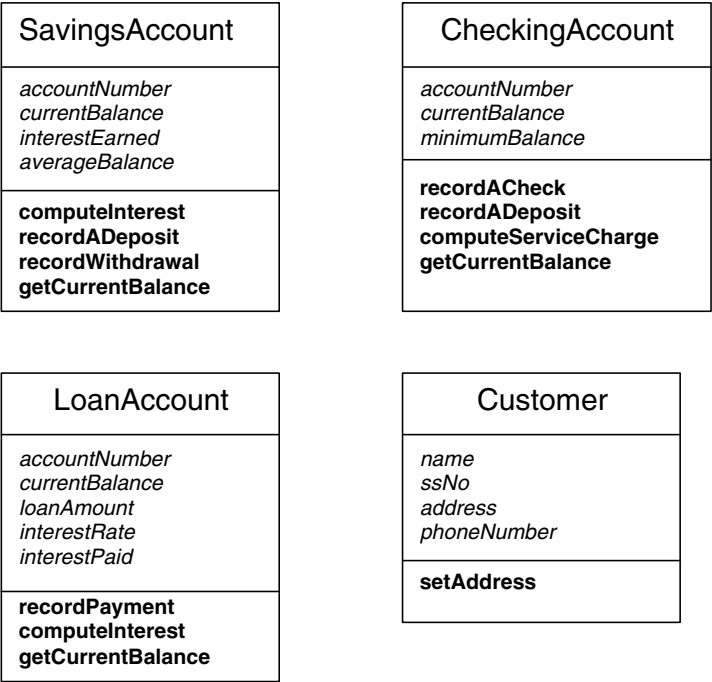 SavingsAccount
accountNumber
currentBalance
interestEarned
averageBalance
computeInterest
recordADeposit
recordWithdrawal
getCurrentBalance
CheckingAccount
accountNumber
currentBalance
minimumBalance
recordACheck
recordADeposit
computeServiceCharge
getCurrentBalance
LoanAccount
accountNumber
currentBalance
loanAmount
interestRate
interestPaid
recordPayment
computeInterest
getCurrentBalance
Customer
name
ssNo
address
phoneNumber
setAddress